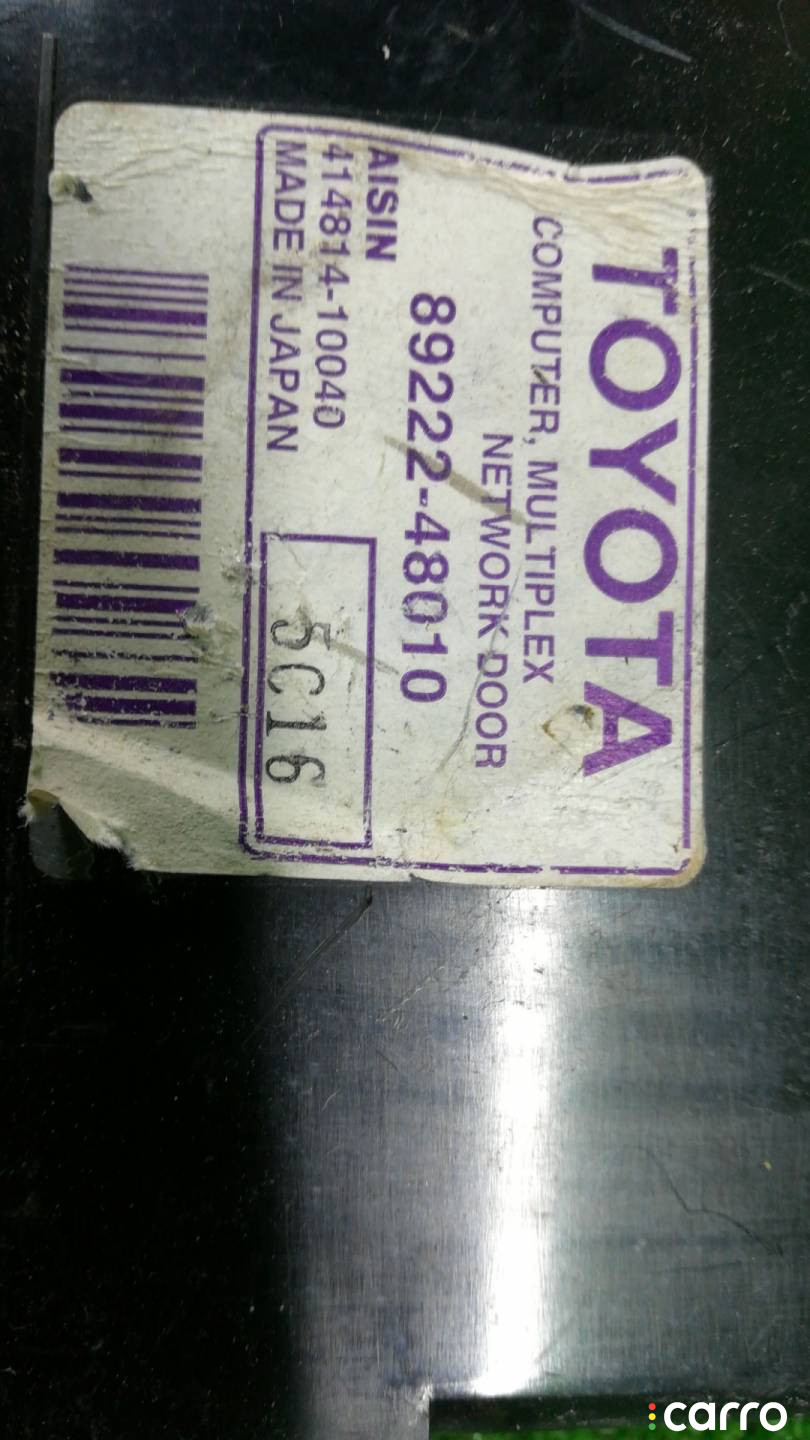 TOYOTA
COMPUTER, MULTIPLEX
NETWORK DOOR
89222-48010
AISIN
414814-10040
MADE IN JAPAN
5C16
carro